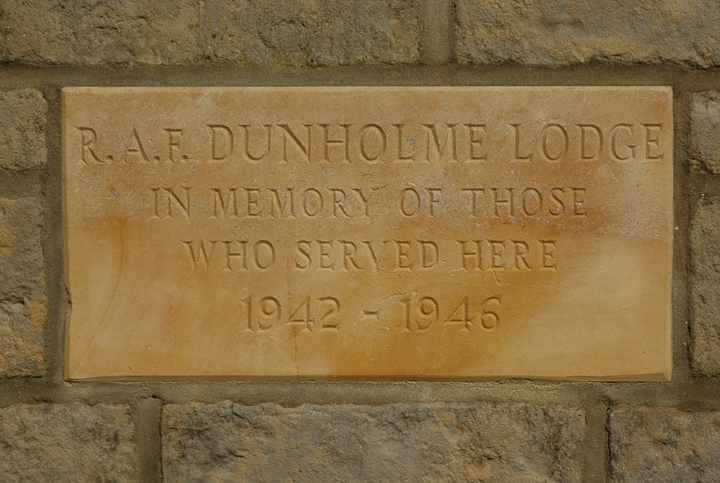 R.A.F. DUNHOLME LODGE
IN MEMORY OF THOSE
WHO SERVED HERE
1942 - 1946